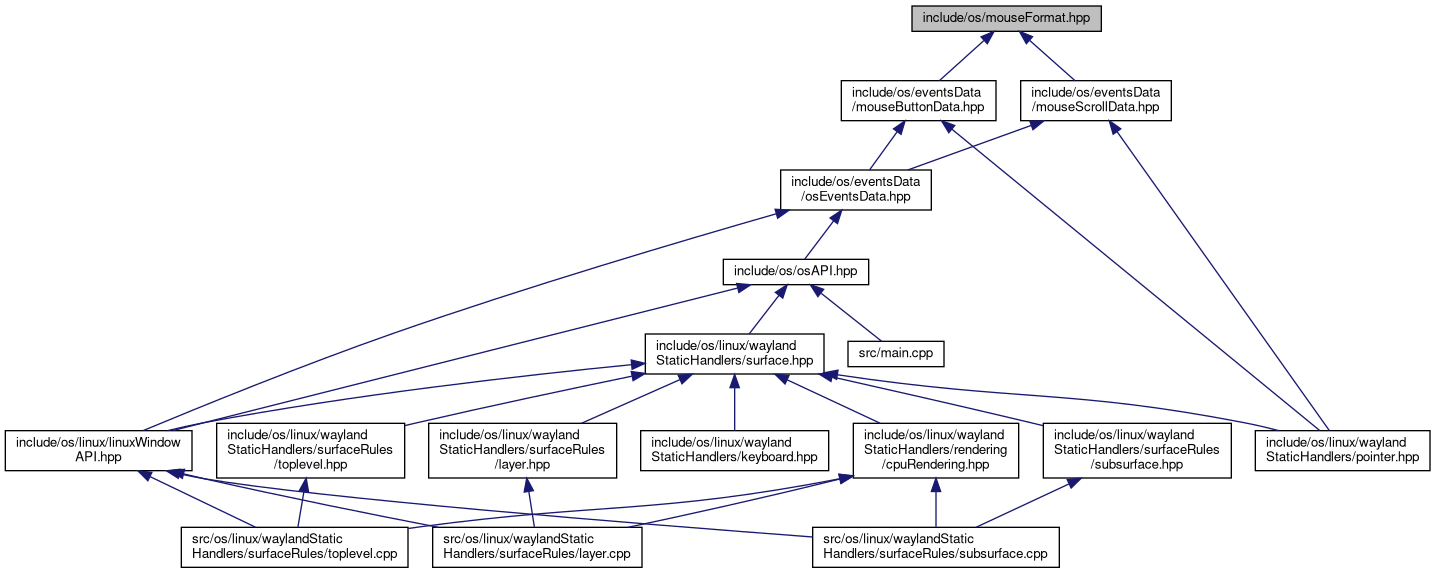 include/os/mouseFormat.hpp
include/os/eventsData
/mouseButtonData.hpp
include/os/eventsData
/mouseScrollData.hpp
include/os/eventsData
/osEventsData.hpp
include/os/osAPI.hpp
include/os/linux/wayland
StaticHandlers/surface.hpp
src/main.cpp
include/os/linux/linuxWindow
API.hpp
include/os/linux/wayland
StaticHandlers/surfaceRules
/toplevel.hpp
include/os/linux/wayland
StaticHandlers/surfaceRules
/layer.hpp
include/os/linux/wayland
StaticHandlers/keyboard.hpp
include/os/linux/wayland
StaticHandlers/rendering
/cpuRendering.hpp
include/os/linux/wayland
StaticHandlers/surfaceRules
/subsurface.hpp
include/os/linux/wayland
StaticHandlers/pointer.hpp
src/os/linux/waylandStatic
Handlers/surfaceRules/toplevel.cpp
src/os/linux/waylandStatic
Handlers/surfaceRules/layer.cpp
src/os/linux/waylandStatic
Handlers/surfaceRules/subsurface.cpp